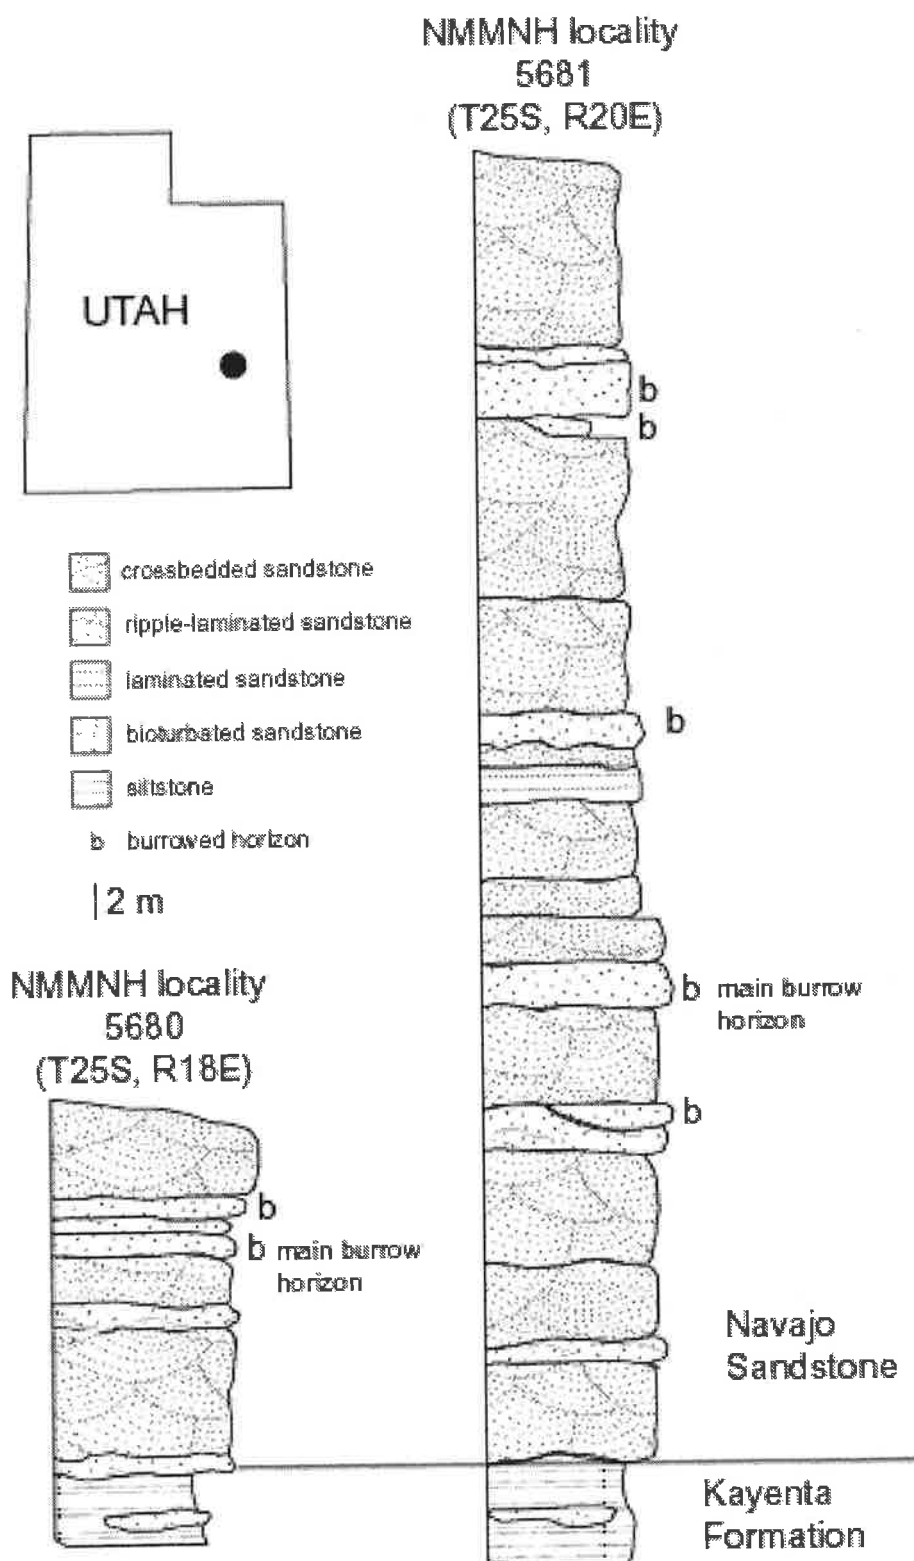 NMMNH locality
5681
(T25S, R20E)
UTAH
b
b
crossbedded sandstone
ripple-laminated sandstone
laminated sandstone
bioturbated sandstone
siltstone
b burrowed horizon
2 m
b
NMMNH locality
5680
(T25S, R18E)
b main burrow
horizon
b
b
b main burrow
horizon
Navajo
Sandstone
Kayenta
Formation